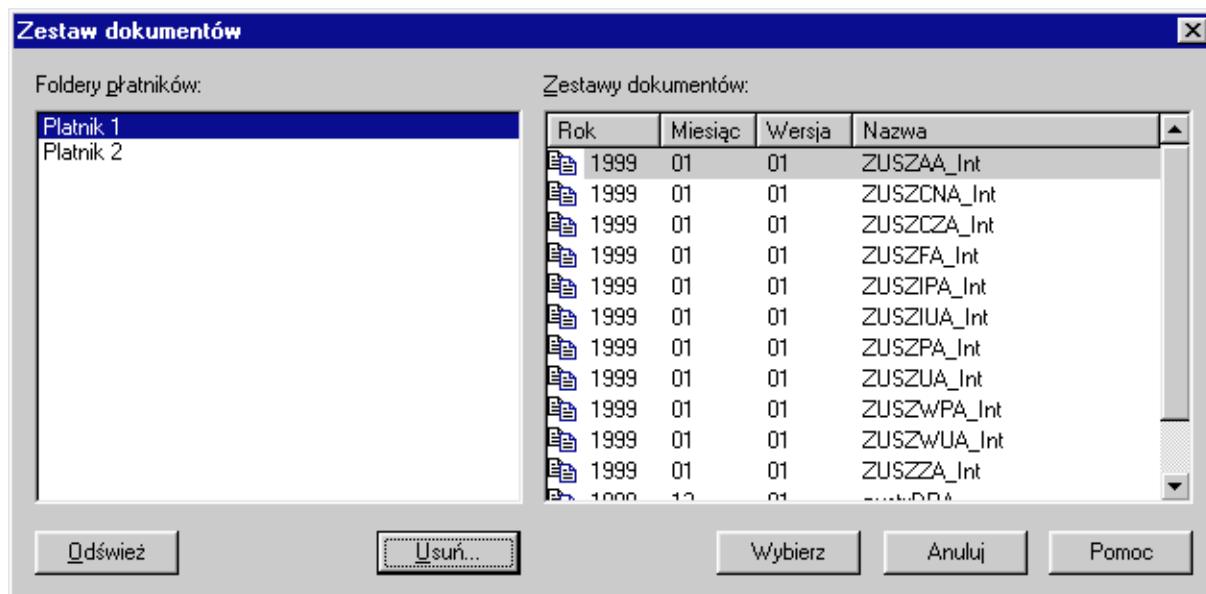 Zestaw dokumentów
Foldery płatników:
Zestawy dokumentów:
Platnik 1
Platnik 2
Rok Miesiąc Wersja Nazwa
1999 01 01 ZUSZAA_Int
1999 01 01 ZUSZCNA_Int
1999 01 01 ZUSZCZA_Int
1999 01 01 ZUSZFA_Int
1999 01 01 ZUSZIPA_Int
1999 01 01 ZUSZIUA_Int
1999 01 01 ZUSZPA_Int
1999 01 01 ZUSZUA_Int
1999 01 01 ZUSZWPA_Int
1999 01 01 ZUSZWUA_Int
1999 01 01 ZUSZZA_Int
Odśwież Usuń... Wybierz Anuluj Pomoc